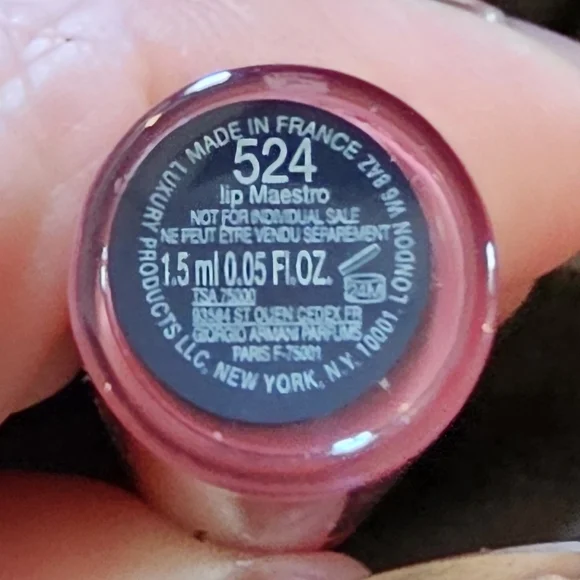 MADE IN FRANCE
524
lip Maestro
NOT FOR INDIVIDUAL SALE
NE PEUT ÊTRE VENDU SÉPARÉMENT
1.5 ml 0.05 Fl.OZ.
24M
TSA 75000
93584 ST OUEN CEDEX FR
GIORGIO ARMANI PARFUMS
PARIS F-75001
LUXURY PRODUCTS LLC, NEW YORK, N.Y. 10001. LONDON W6 8AZ